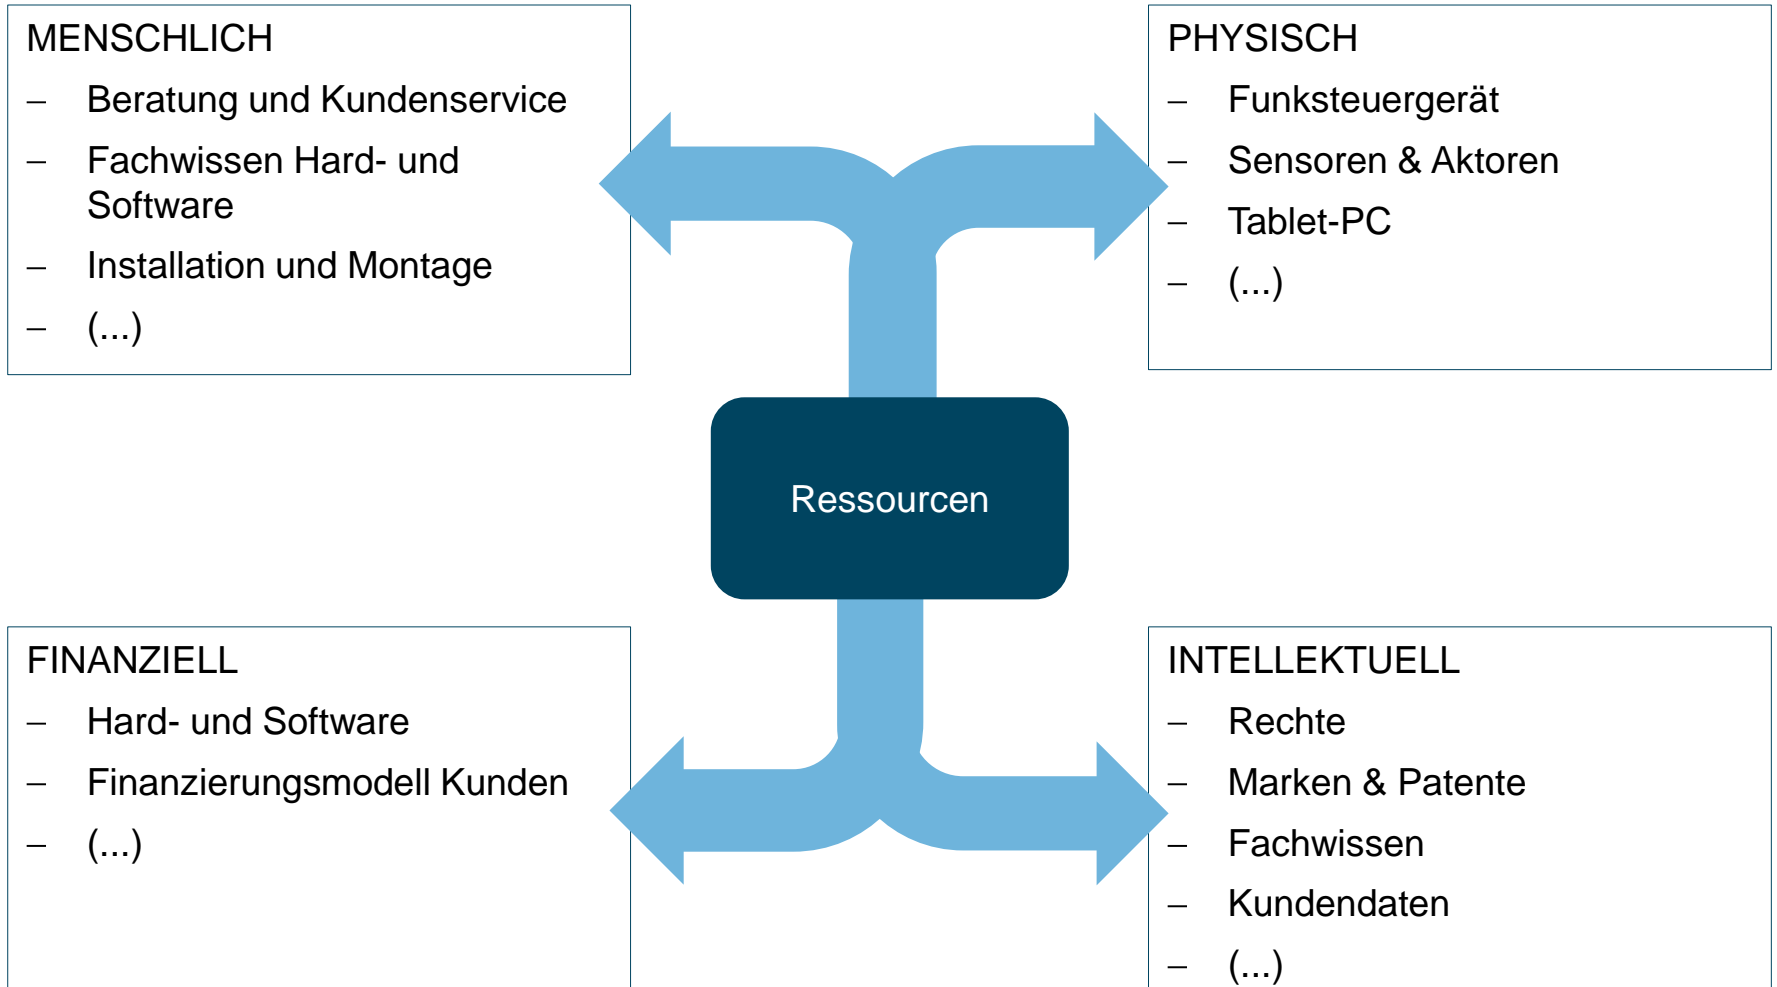 MENSCHLICH
– Beratung und Kundenservice
– Fachwissen Hard- und
Software
– Installation und Montage
– (...)
PHYSISCH
– Funksteuergerät
– Sensoren & Aktoren
– Tablet-PC
– (...)
Ressourcen
FINANZIELL
– Hard- und Software
– Finanzierungsmodell Kunden
– (...)
INTELLEKTUELL
– Rechte
– Marken & Patente
– Fachwissen
– Kundendaten
– (...)